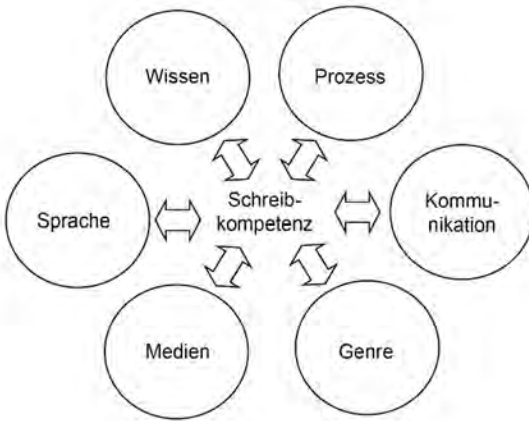 Wissen
Prozess
Sprache
Schreib-
kompetenz
Kommu-
nikation
Medien
Genre